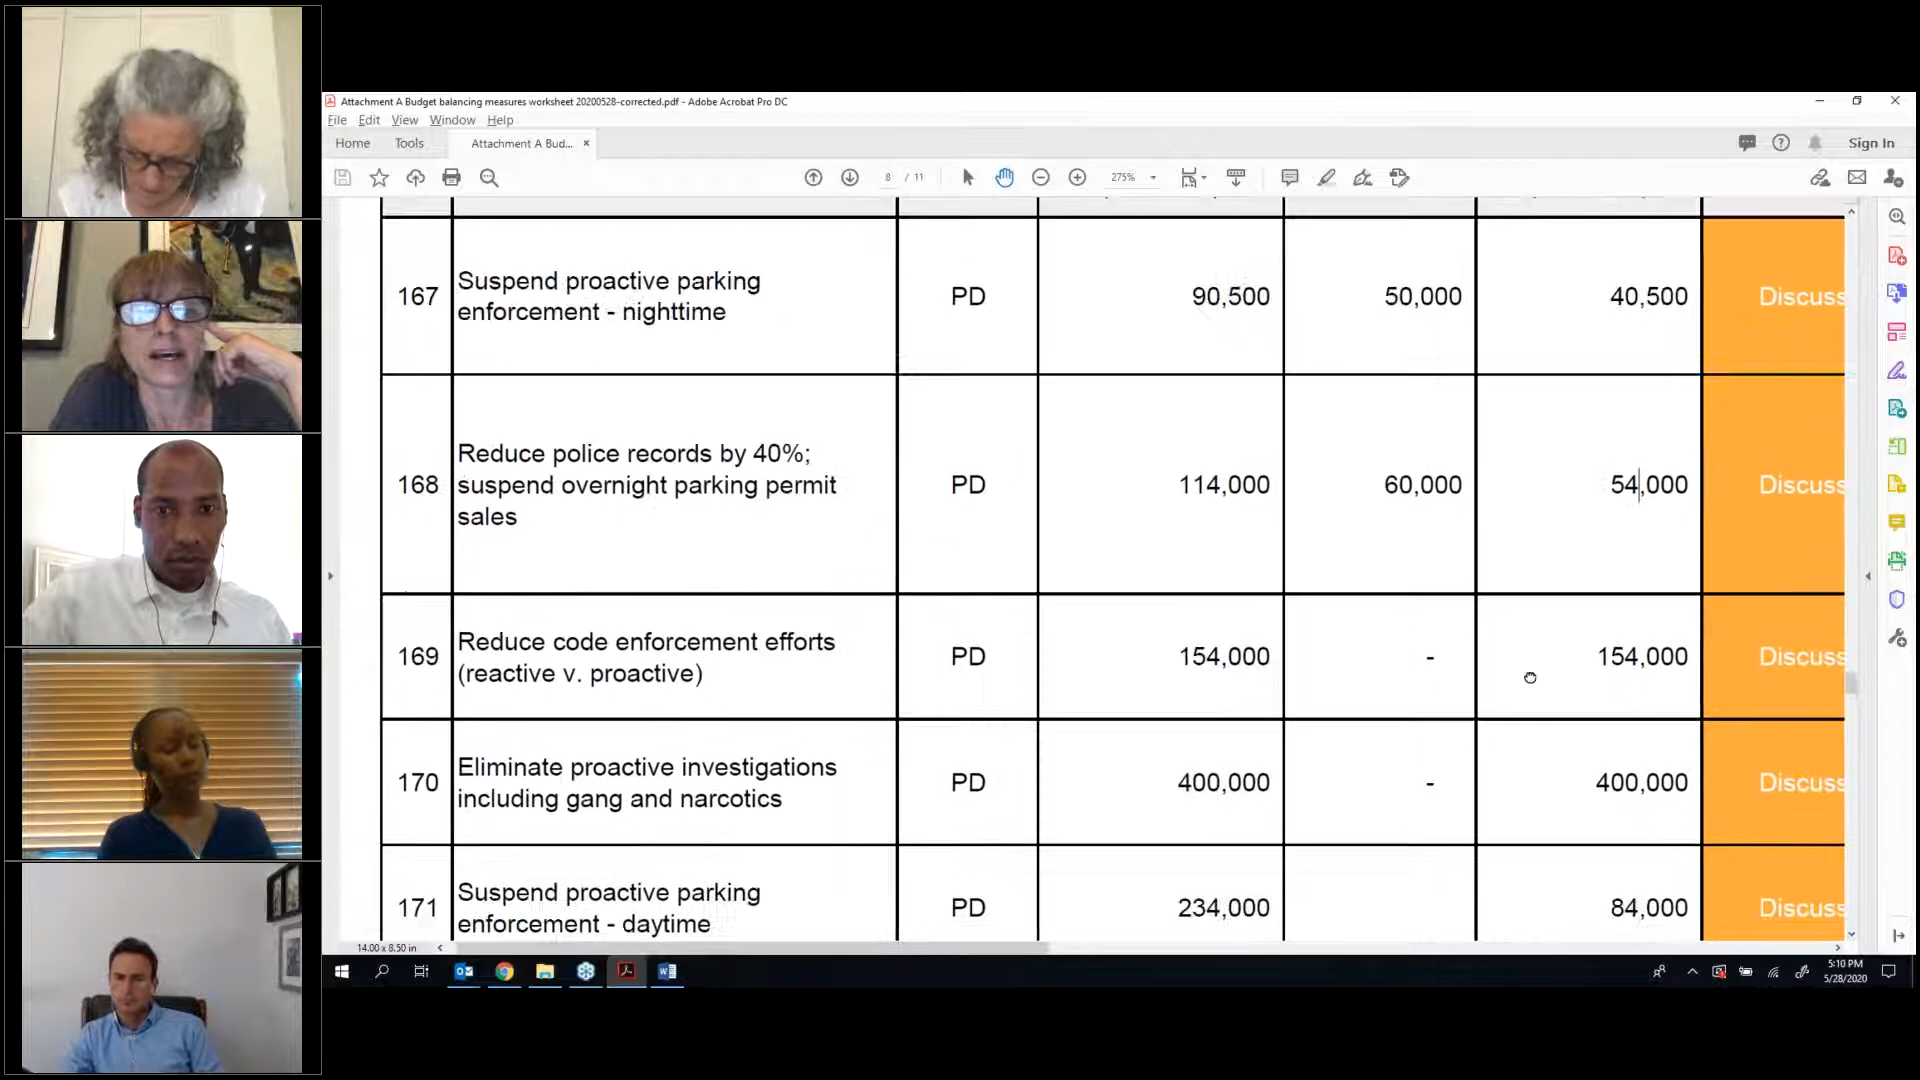 Attachment A Budget balancing measures worksheet 20200528-corrected.pdf - Adobe Acrobat Pro DC
File Edit View Window Help
Home Tools Attachment A Bud... × Sign In
8 / 11 275%
167 Suspend proactive parking enforcement - nighttime PD 90,500 50,000 40,500 Discuss
168 Reduce police records by 40%; suspend overnight parking permit sales PD 114,000 60,000 54,000 Discuss
169 Reduce code enforcement efforts (reactive v. proactive) PD 154,000 - 154,000 Discuss
170 Eliminate proactive investigations including gang and narcotics PD 400,000 - 400,000 Discuss
171 Suspend proactive parking enforcement - daytime PD 234,000 84,000 Discuss
14.00 x 8.50 in
5:10 PM
5/28/2020